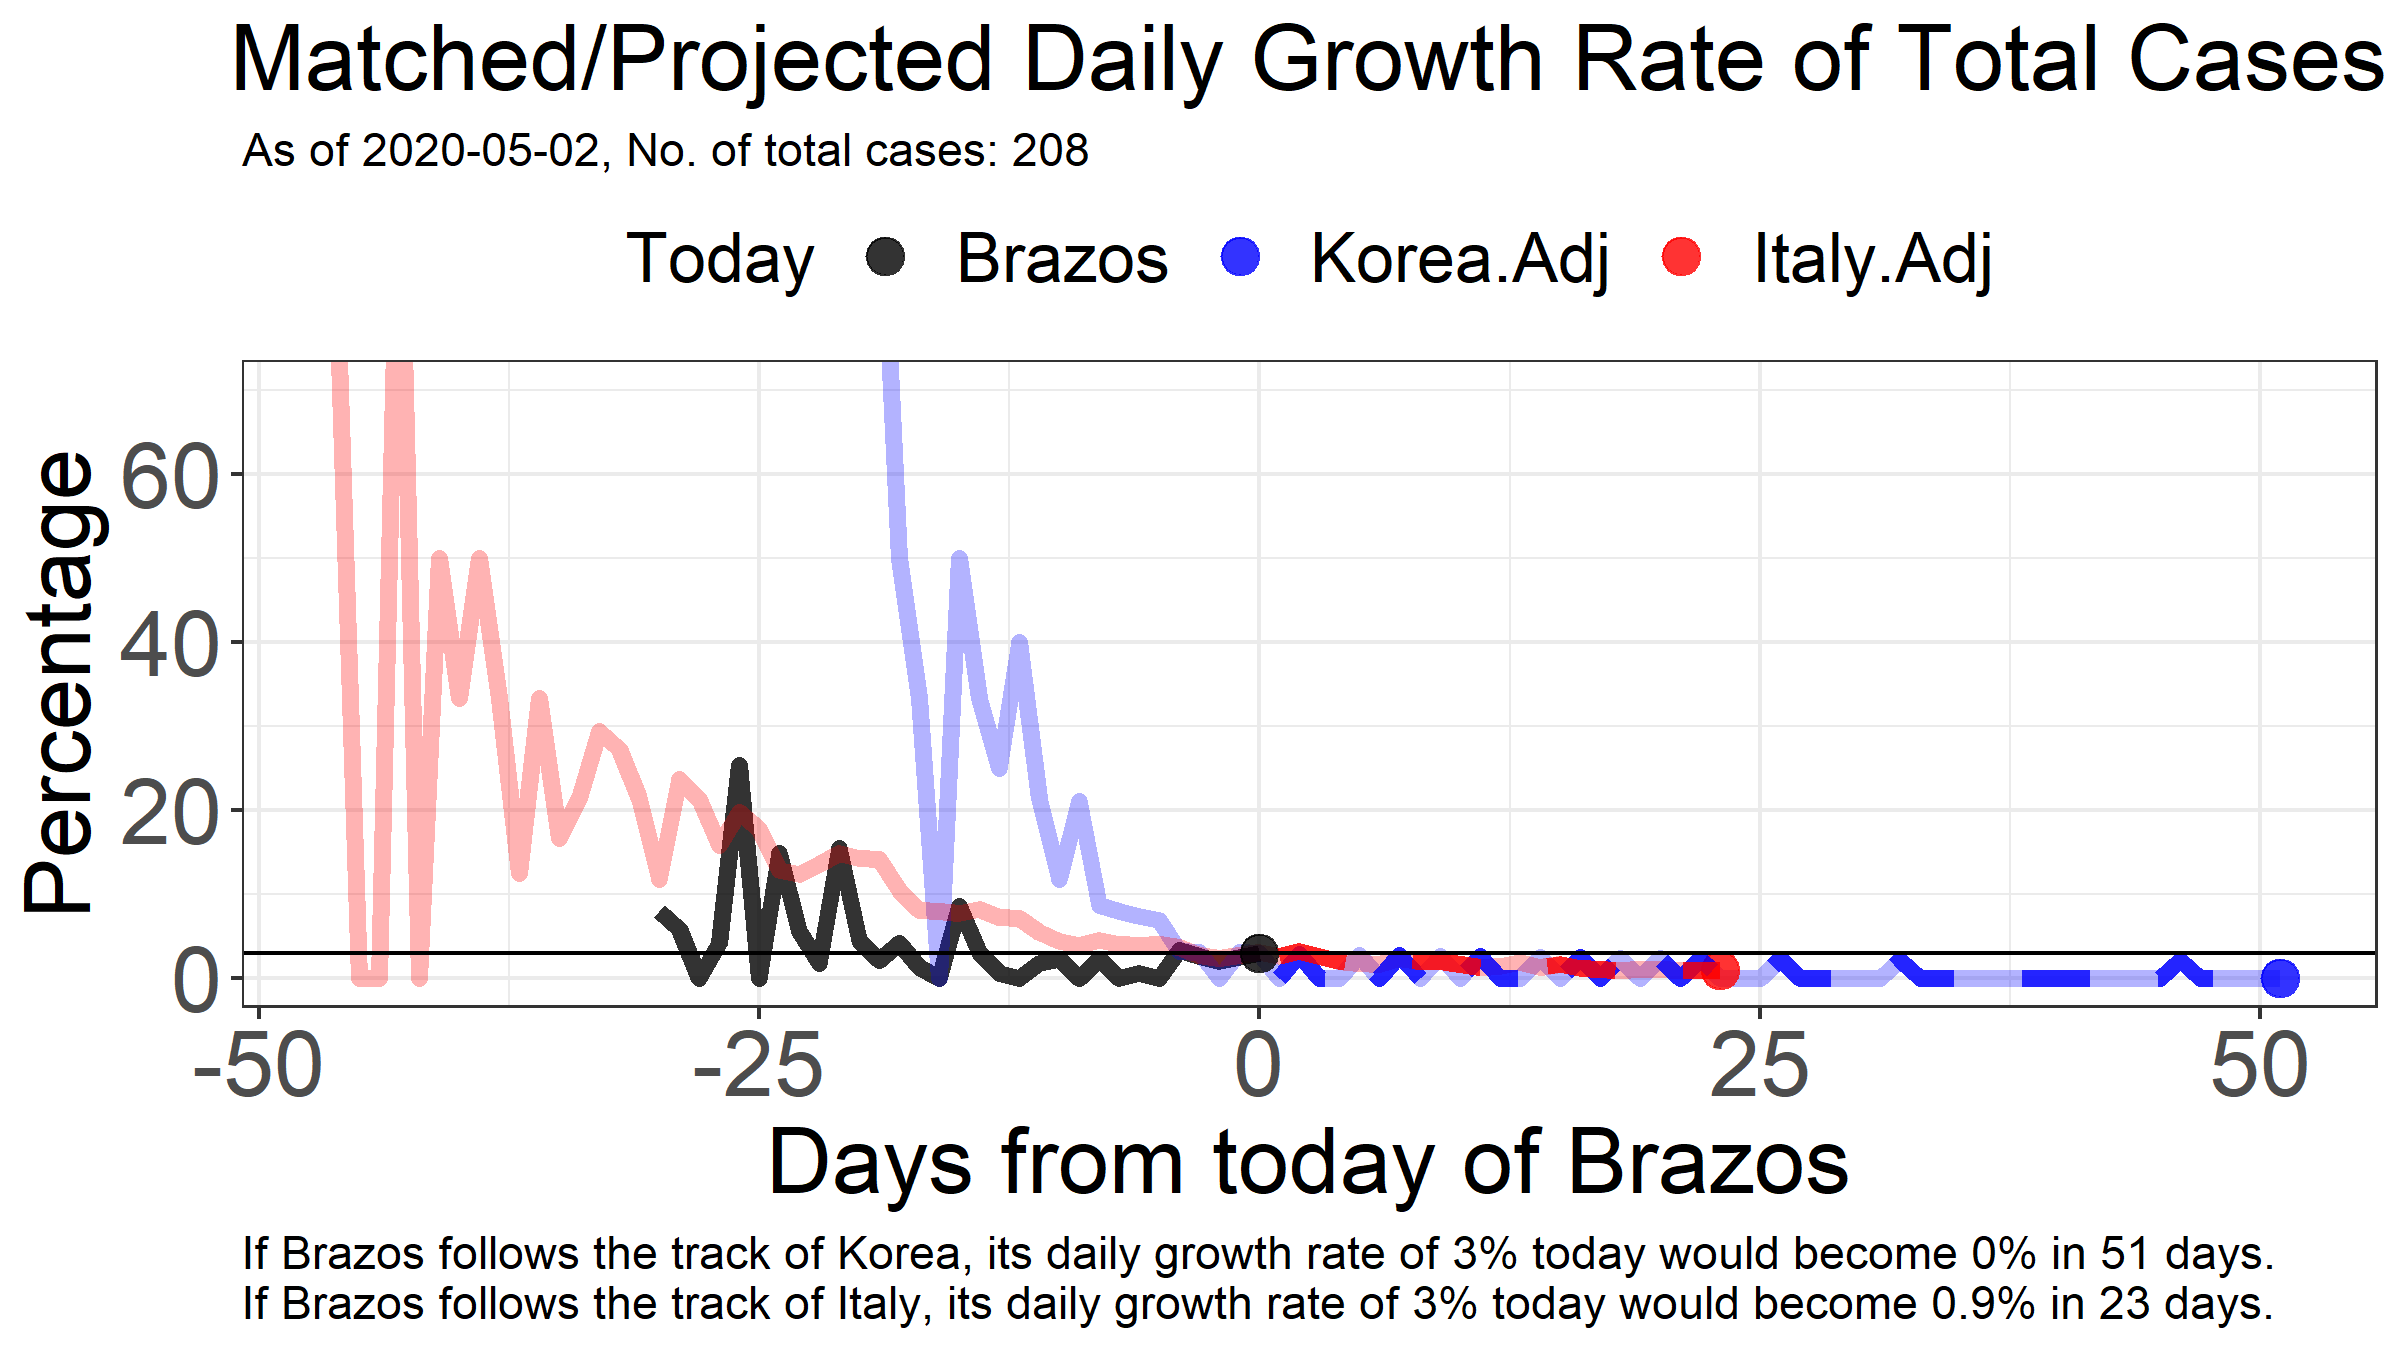 Matched/Projected Daily Growth Rate of Total Cases
As of 2020-05-02, No. of total cases: 208
Today Brazos Korea.Adj Italy.Adj
Percentage
60
40
20
0
-50 -25 0 25 50
Days from today of Brazos
If Brazos follows the track of Korea, its daily growth rate of 3% today would become 0% in 51 days.
If Brazos follows the track of Italy, its daily growth rate of 3% today would become 0.9% in 23 days.